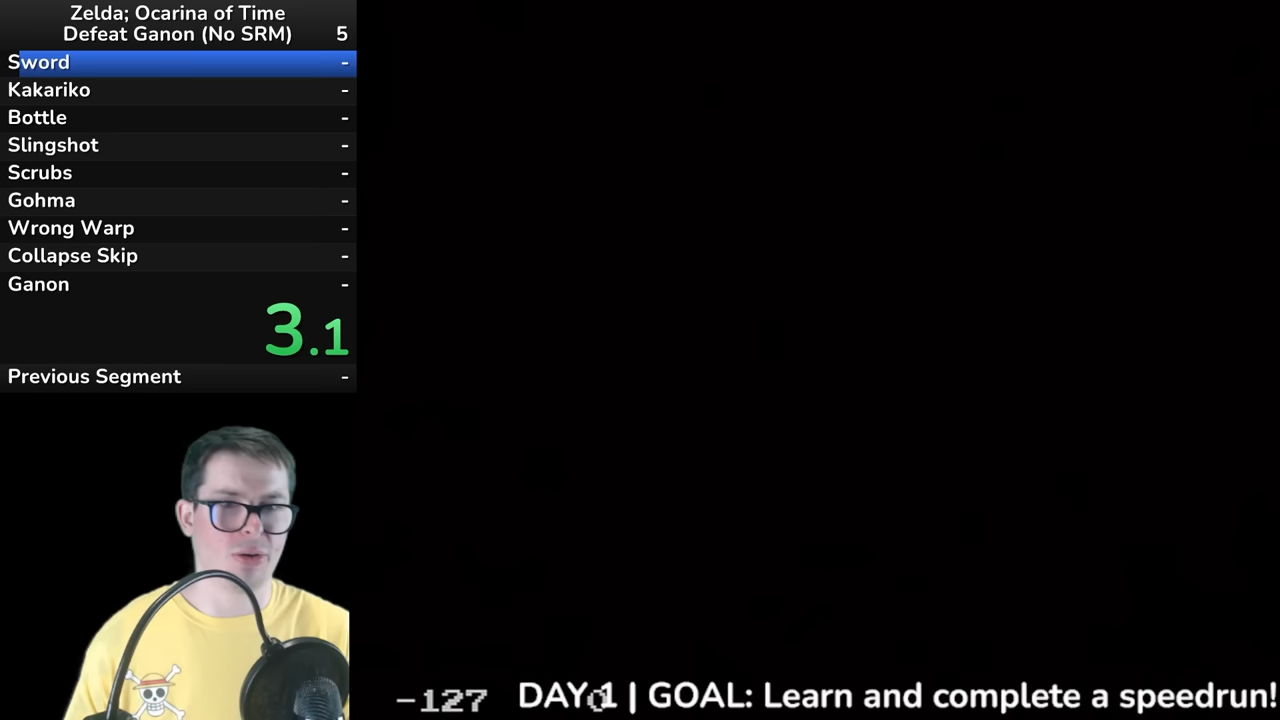 Zelda; Ocarina of Time
Defeat Ganon (No SRM) 5
Sword -
Kakariko -
Bottle -
Slingshot -
Scrubs -
Gohma -
Wrong Warp -
Collapse Skip -
Ganon -
3.1
Previous Segment -
-127
DAY 1 | GOAL: Learn and complete a speedrun!